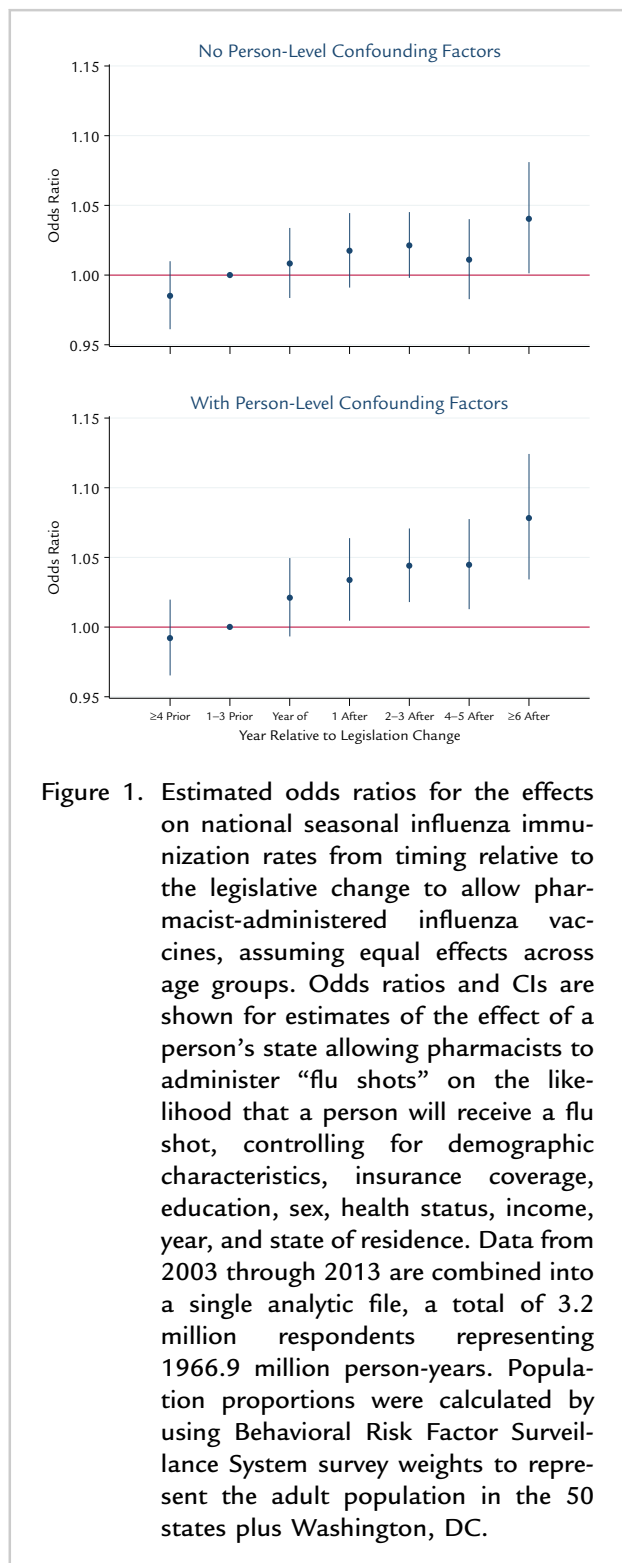 No Person-Level Confounding Factors
1.15
1.10
1.05
1.00
0.95
Odds Ratio
With Person-Level Confounding Factors
1.15
1.10
1.05
1.00
0.95
Odds Ratio
≥4 Prior 1–3 Prior Year of 1 After 2–3 After 4–5 After ≥6 After
Year Relative to Legislation Change
Figure 1. Estimated odds ratios for the effects
on national seasonal influenza immu-
nization rates from timing relative to
the legislative change to allow phar-
macist-administered influenza vac-
cines, assuming equal effects across
age groups. Odds ratios and CIs are
shown for estimates of the effect of a
person's state allowing pharmacists to
administer “flu shots” on the like-
lihood that a person will receive a flu
shot, controlling for demographic
characteristics, insurance coverage,
education, sex, health status, income,
year, and state of residence. Data from
2003 through 2013 are combined into
a single analytic file, a total of 3.2
million respondents representing
1966.9 million person-years. Popula-
tion proportions were calculated by
using Behavioral Risk Factor Surveil-
lance System survey weights to repre-
sent the adult population in the 50
states plus Washington, DC.